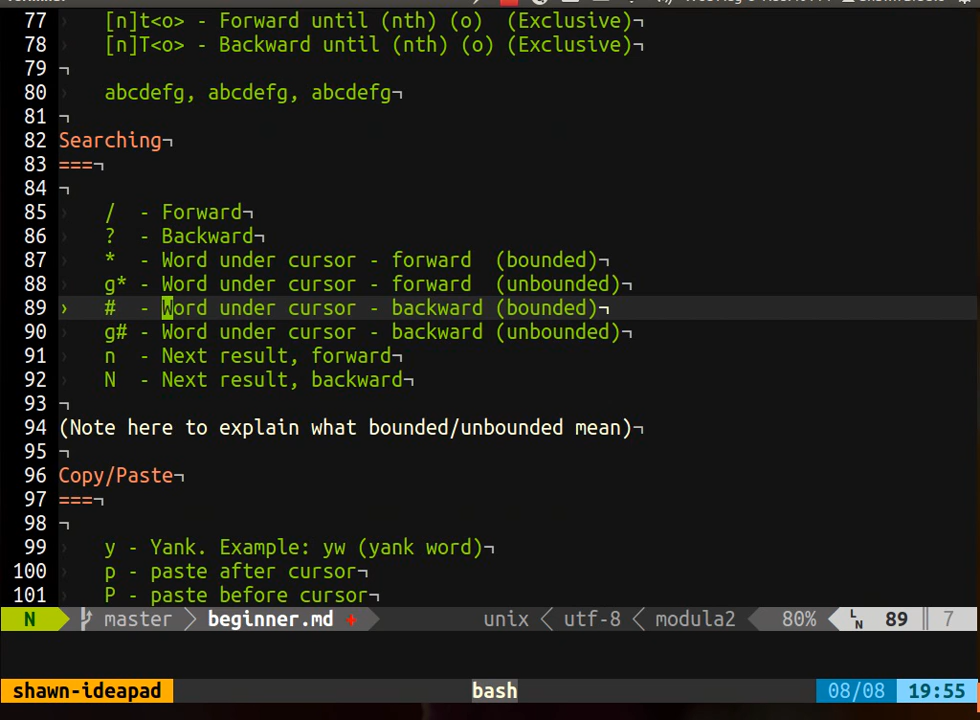 77 [n]t<o> - Forward until (nth) (o) (Exclusive)¬
78 [n]T<o> - Backward until (nth) (o) (Exclusive)¬
79 ¬
80 abcdefg, abcdefg, abcdefg¬
81 ¬
82 Searching¬
83 ===¬
84 ¬
85 / - Forward¬
86 ? - Backward¬
87 * - Word under cursor - forward (bounded)¬
88 g* - Word under cursor - forward (unbounded)¬
89 › # - Word under cursor - backward (bounded)¬
90 g# - Word under cursor - backward (unbounded)¬
91 n - Next result, forward¬
92 N - Next result, backward¬
93 ¬
94 (Note here to explain what bounded/unbounded mean)¬
95 ¬
96 Copy/Paste¬
97 ===¬
98 ¬
99 y - Yank. Example: yw (yank word)¬
100 p - paste after cursor¬
101 P - paste before cursor¬
N master beginner.md + unix utf-8 modula2 80% LN 89 7
shawn-ideapad bash 08/08 19:55